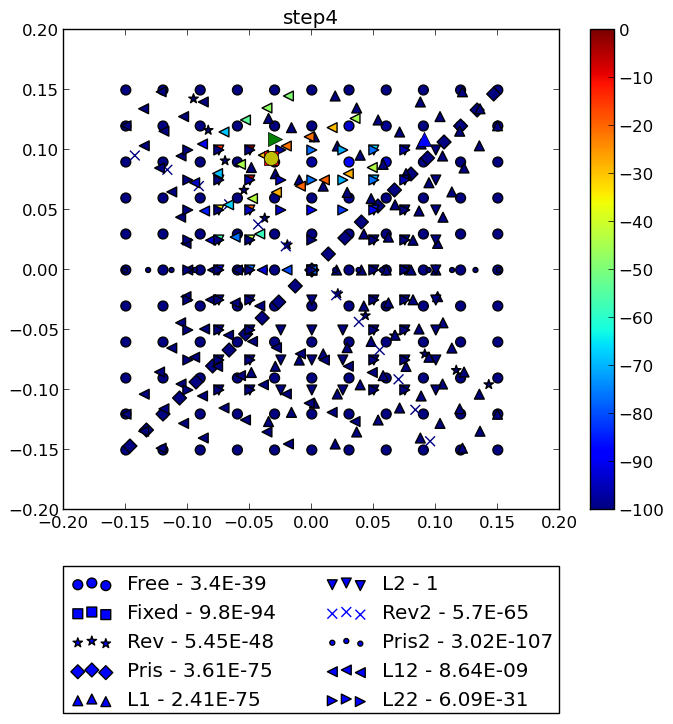 step4
0.20
0.15
0.10
0.05
0.00
−0.05
−0.10
−0.15
−0.20
−0.20 −0.15 −0.10 −0.05 0.00 0.05 0.10 0.15 0.20
0
−10
−20
−30
−40
−50
−60
−70
−80
−90
−100
Free - 3.4E-39
Fixed - 9.8E-94
Rev - 5.45E-48
Pris - 3.61E-75
L1 - 2.41E-75
L2 - 1
Rev2 - 5.7E-65
Pris2 - 3.02E-107
L12 - 8.64E-09
L22 - 6.09E-31